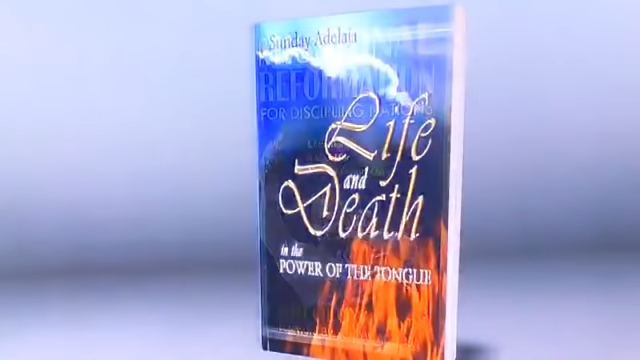 Sunday Adelaja
REFORMATION
FOR DISCIPLING NATIONS
Life
and
Death
in the
POWER OF THE TONGUE